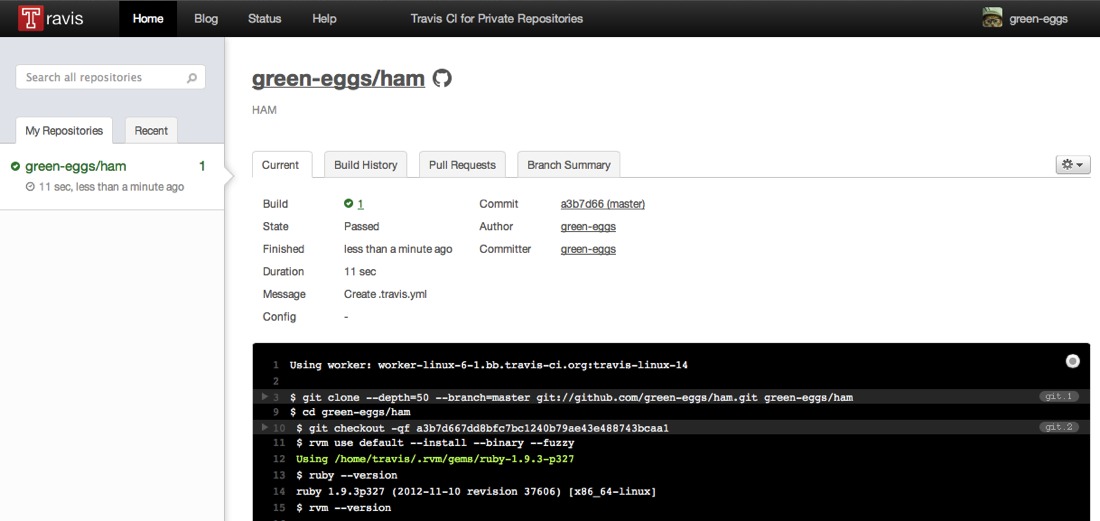 Travis Home Blog Status Help Travis CI for Private Repositories green-eggs
Search all repositories
My Repositories Recent
green-eggs/ham 1
11 sec, less than a minute ago
green-eggs/ham
HAM
Current Build History Pull Requests Branch Summary
Build 1 Commit a3b7d66 (master)
State Passed Author green-eggs
Finished less than a minute ago Committer green-eggs
Duration 11 sec
Message Create .travis.yml
Config -
1 Using worker: worker-linux-6-1.bb.travis-ci.org:travis-linux-14
2
3 $ git clone --depth=50 --branch=master git://github.com/green-eggs/ham.git green-eggs/ham git.1
9 $ cd green-eggs/ham
10 $ git checkout -qf a3b7d667dd8bfc7bc1240b79ae43e488743bcaa1 git.2
11 $ rvm use default --install --binary --fuzzy
12 Using /home/travis/.rvm/gems/ruby-1.9.3-p327
13 $ ruby --version
14 ruby 1.9.3p327 (2012-11-10 revision 37606) [x86_64-linux]
15 $ rvm --version